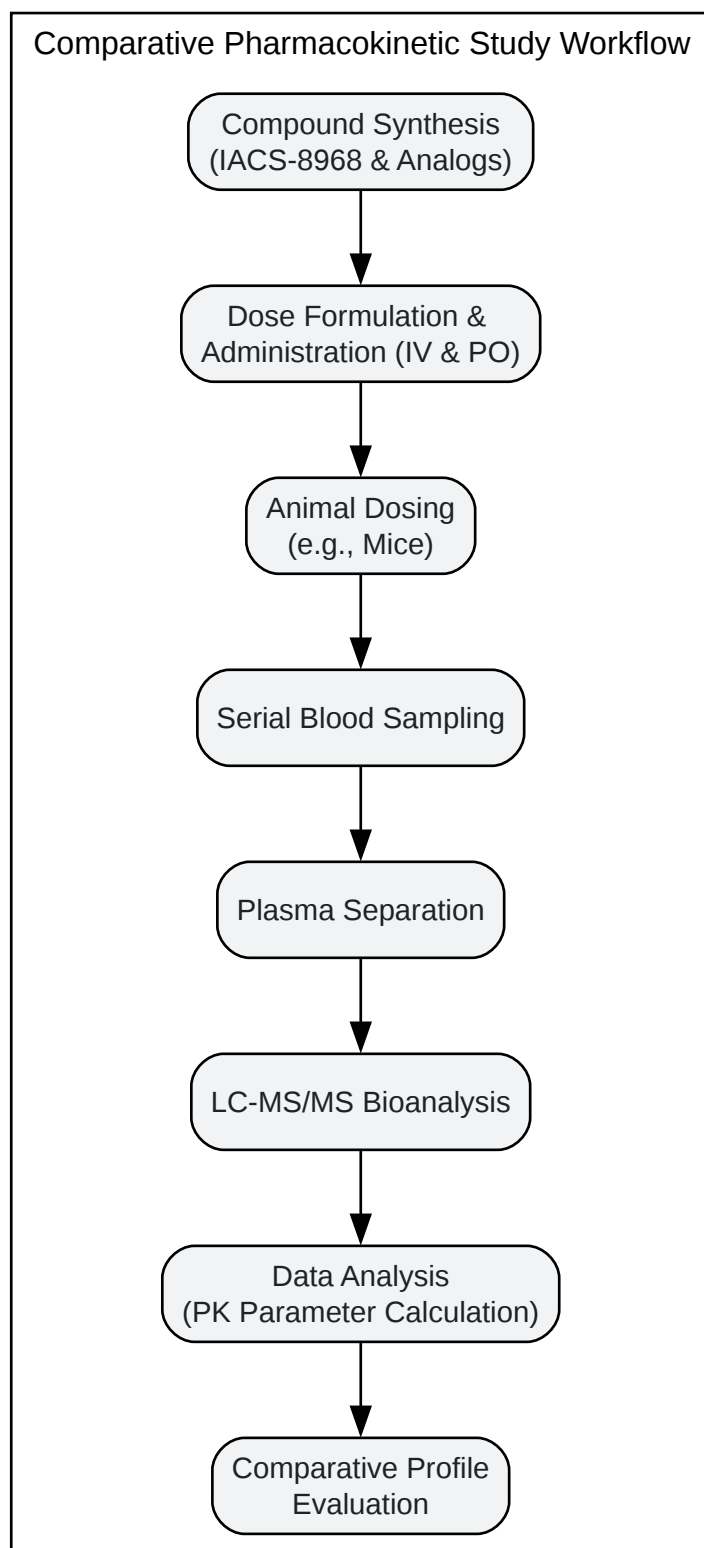 Comparative Pharmacokinetic Study Workflow
Compound Synthesis
(IACS-8968 & Analogs)
Dose Formulation &
Administration (IV & PO)
Animal Dosing
(e.g., Mice)
Serial Blood Sampling
Plasma Separation
LC-MS/MS Bioanalysis
Data Analysis
(PK Parameter Calculation)
Comparative Profile
Evaluation